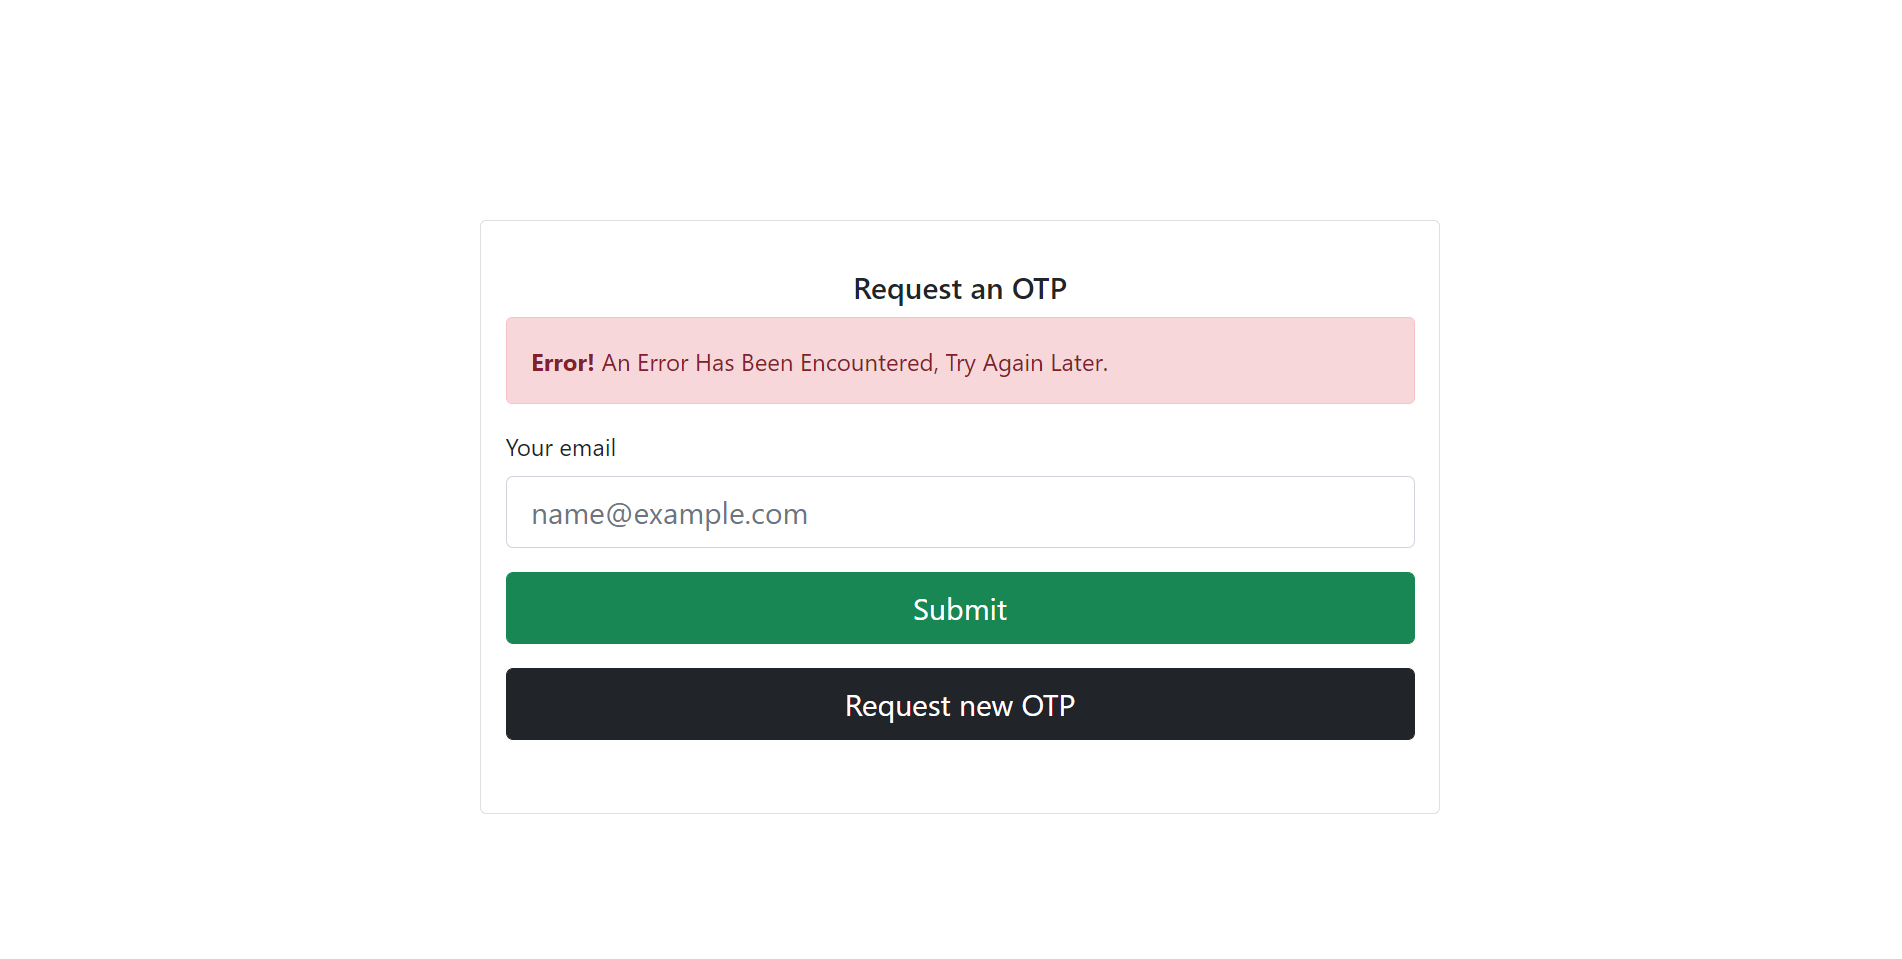 Request an OTP
Error! An Error Has Been Encountered, Try Again Later.
Your email
name@example.com
Submit
Request new OTP